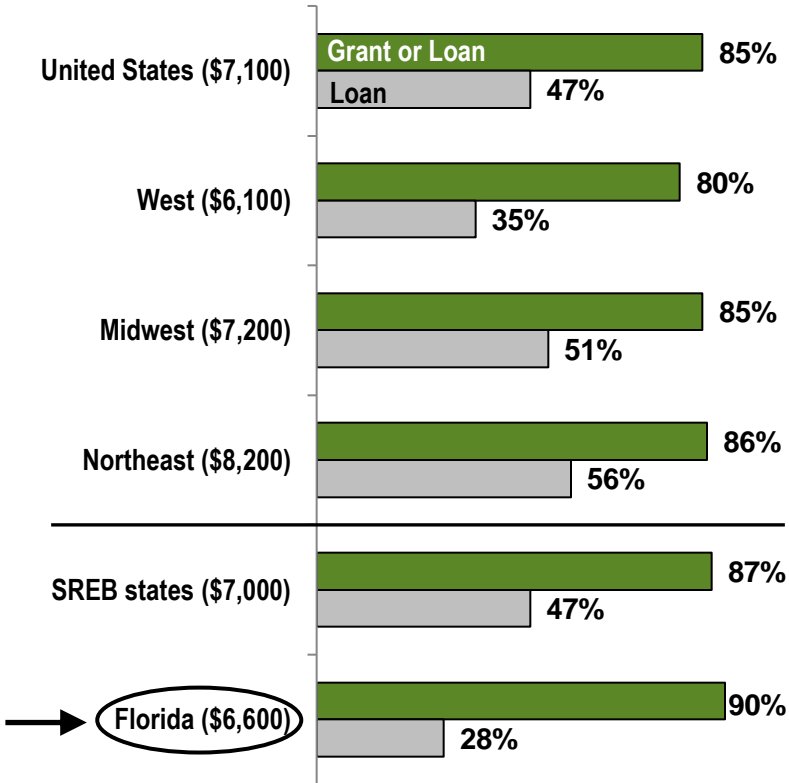 United States ($7,100)
Grant or Loan
85%
Loan
47%
West ($6,100)
80%
35%
Midwest ($7,200)
85%
51%
Northeast ($8,200)
86%
56%
SREB states ($7,000)
87%
47%
Florida ($6,600)
90%
28%